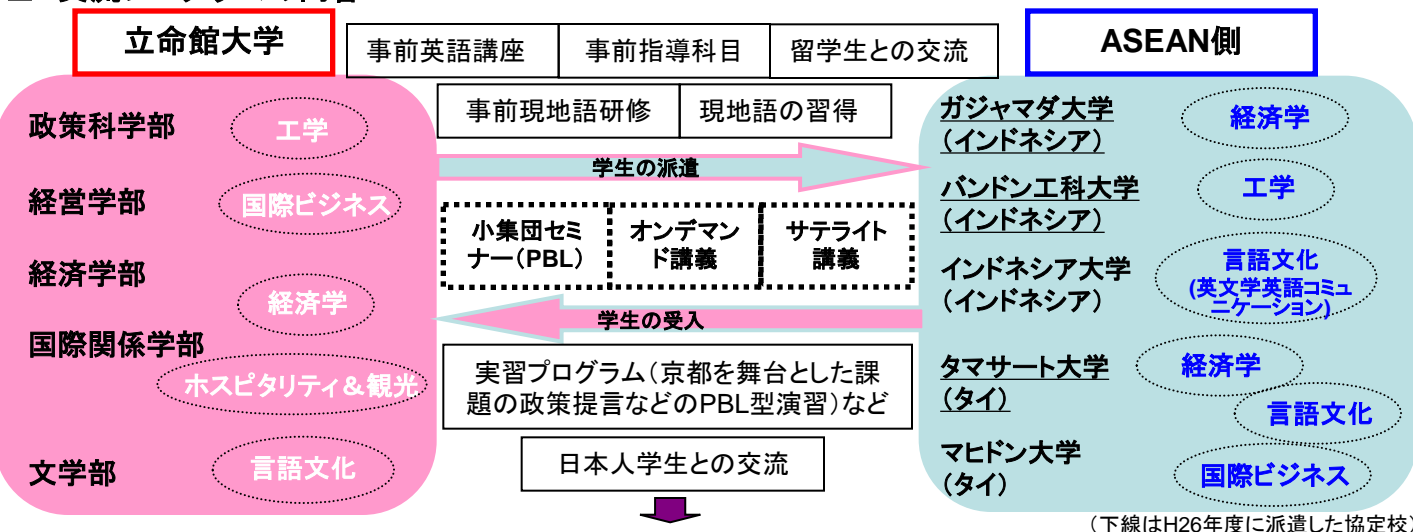 立命館大学
事前英語講座
事前指導科目
留学生との交流
ASEAN側
事前現地語研修
現地語の習得
政策科学部
工学
経営学部
国際ビジネス
経済学部
経済学
国際関係学部
ホスピタリティ&観光
文学部
言語文化
学生の派遣
小集団セミ
ナー(PBL)
オンデマン
ド講義
サテライト
講義
学生の受入
実習プログラム(京都を舞台とした課
題の政策提言などのPBL型演習)など
日本人学生との交流
ガジャマダ大学
(インドネシア)
経済学
バンドン工科大学
(インドネシア)
工学
インドネシア大学
(インドネシア)
言語文化
(英文学英語コミュ
ニケーション)
タマサート大学
(タイ)
経済学
言語文化
マヒドン大学
(タイ)
国際ビジネス
(下線はH26年度に派遣した協定校)